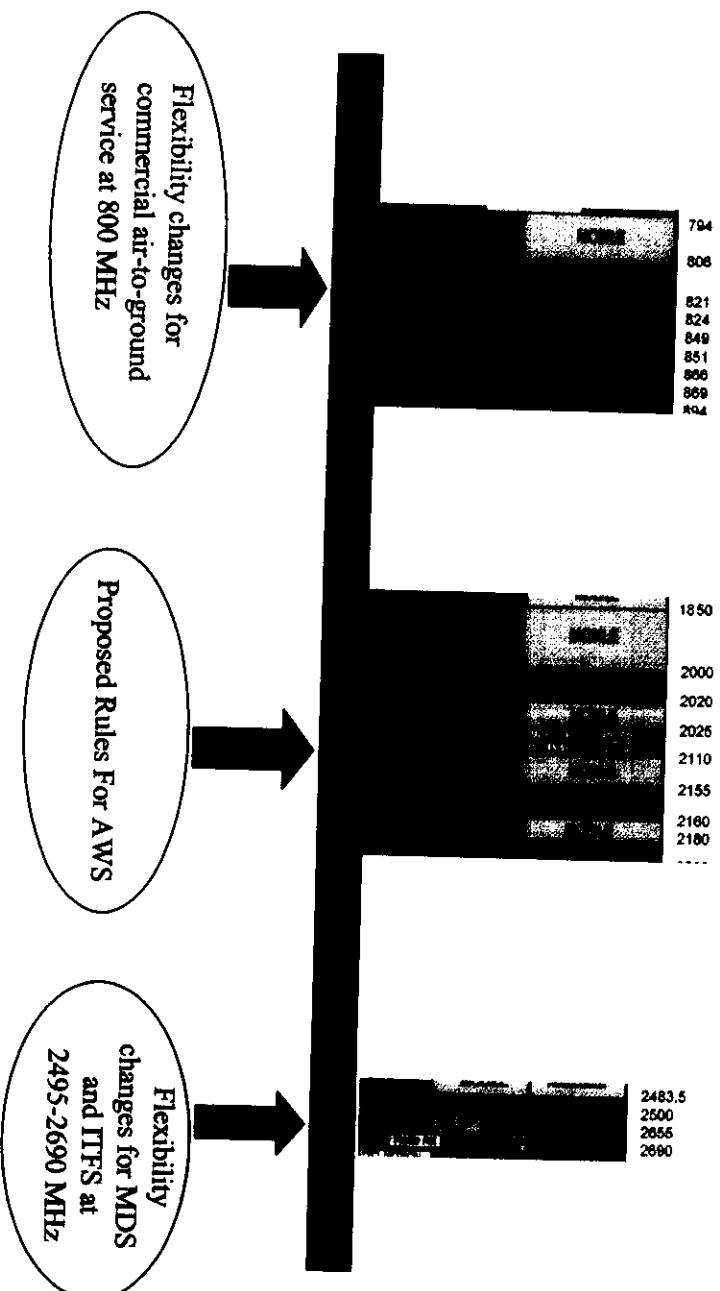 794
806
821
824
849
851
866
869
894
MOBILE
1850
2000
2020
2025
2110
2155
2160
2180
MOBILE
2483.5
2500
2655
2690
Flexibility changes for
commercial air-to-ground
service at 800 MHz
Proposed Rules For AWS
Flexibility
changes for MDS
and ITFS at
2495-2690 MHz